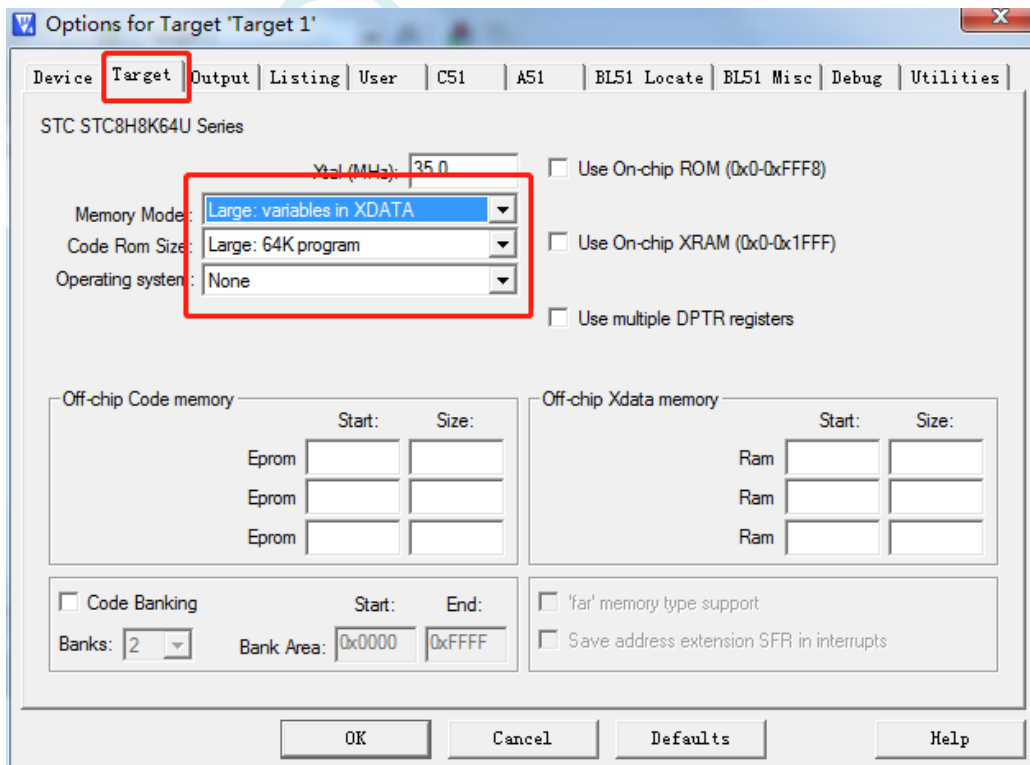 Options for Target 'Target 1'
Device Target Output Listing User C51 A51 BL51 Locate BL51 Misc Debug Utilities
STC STC8H8K64U Series
Xtal (MHz): 35.0
Use On-chip ROM (0x0-0xFFF8)
Memory Model: Large: variables in XDATA
Code Rom Size: Large: 64K program
Use On-chip XRAM (0x0-0x1FFF)
Operating system: None
Use multiple DPTR registers
Off-chip Code memory
Start: Size:
Eprom
Eprom
Eprom
Off-chip Xdata memory
Start: Size:
Ram
Ram
Ram
Code Banking Start: End:
Banks: 2 Bank Area: 0x0000 0xFFFF
'far' memory type support
Save address extension SFR in interrupts
OK Cancel Defaults Help